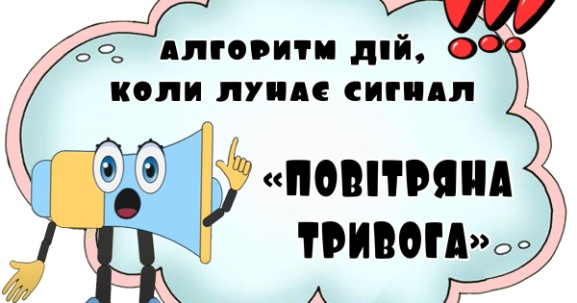 !!!
АЛГОРИТМ ДІЙ,
КОЛИ ЛУНАЄ СИГНАЛ
«ПОВІТРЯНА
ТРИВОГА»